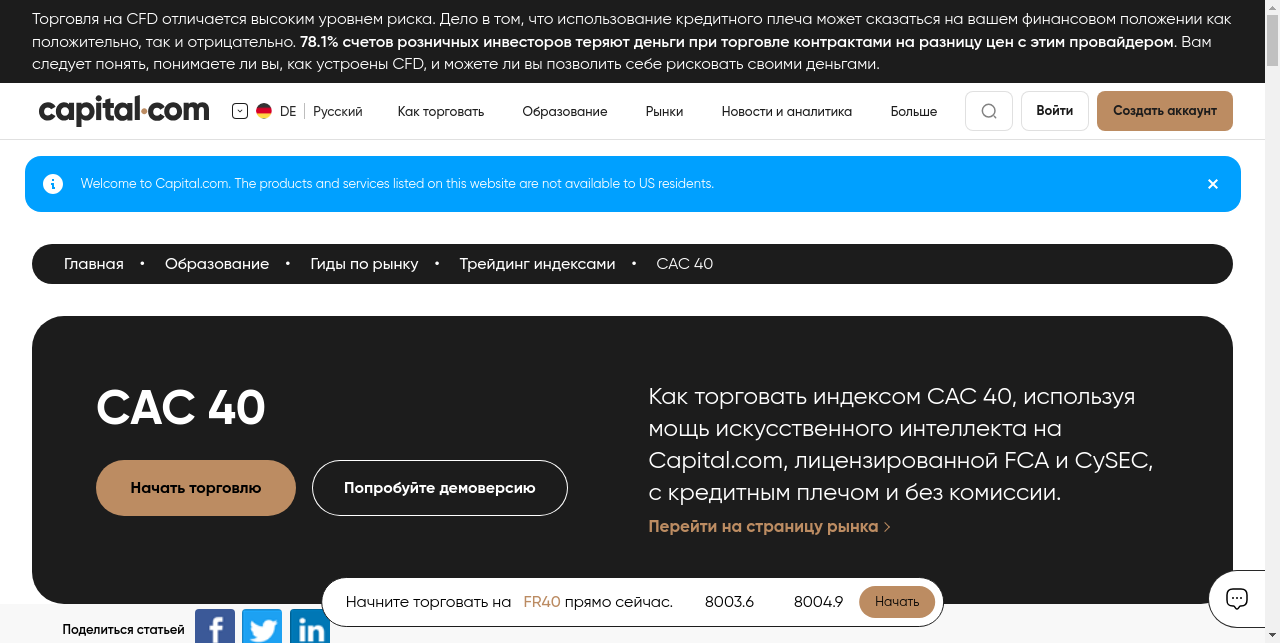 Торговля на CFD отличается высоким уровнем риска. Дело в том, что использование кредитного плеча может сказаться на вашем финансовом положении как
положительно, так и отрицательно. 78.1% счетов розничных инвесторов теряют деньги при торговле контрактами на разницу цен с этим провайдером. Вам
следует понять, понимаете ли вы, как устроены CFD, и можете ли вы позволить себе рисковать своими деньгами.
capital.com DE Русский Как торговать Образование Рынки Новости и аналитика Больше Войти Создать аккаунт
Welcome to Capital.com. The products and services listed on this website are not available to US residents.
Главная • Образование • Гиды по рынку • Трейдинг индексами • CAC 40
CAC 40
Начать торговлю Попробуйте демоверсию
Как торговать индексом CAC 40, используя
мощь искусственного интеллекта на
Capital.com, лицензированной FCA и CySEC,
с кредитным плечом и без комиссии.
Перейти на страницу рынка
Начните торговать на FR40 прямо сейчас. 8003.6 8004.9 Начать
Поделиться статьей